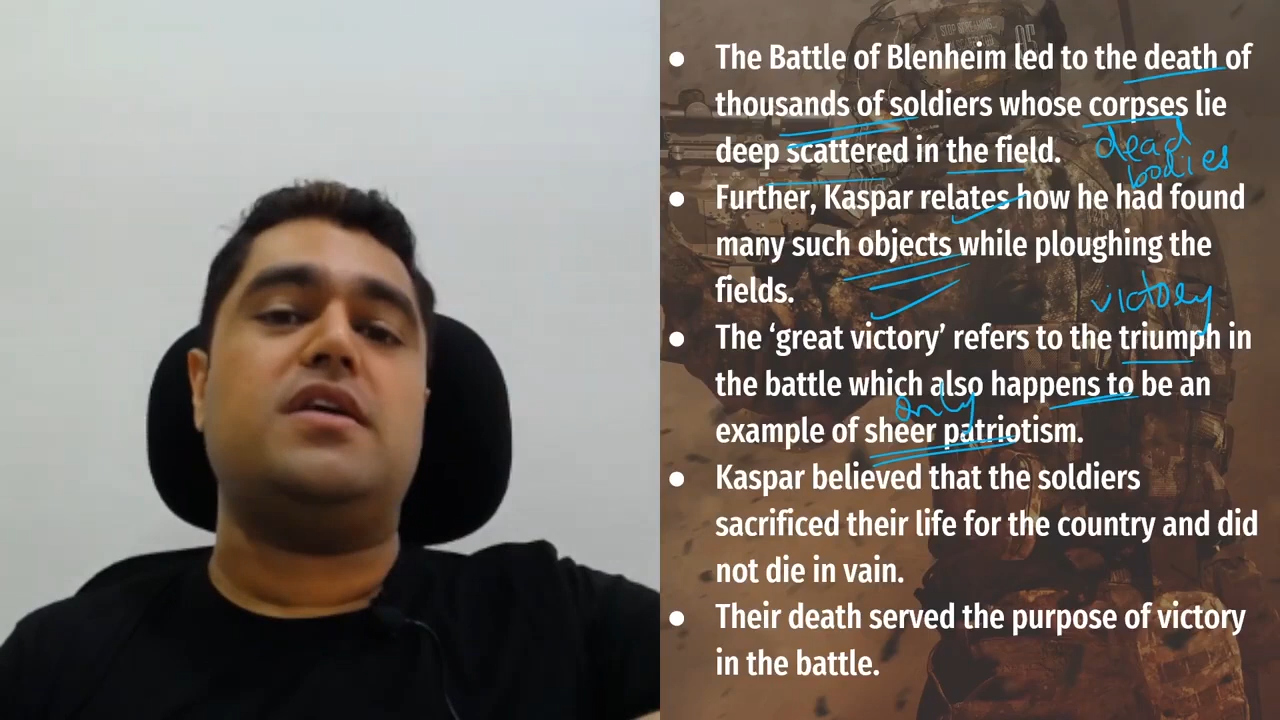 ● The Battle of Blenheim led to the death of
thousands of soldiers whose corpses lie
dead
deep scattered in the field.
bodies
● Further, Kaspar relates how he had found
many such objects while ploughing the
fields.
victory
● The ‘great victory’ refers to the triumph in
the battle which also happens to be an
only
example of sheer patriotism.
● Kaspar believed that the soldiers
sacrificed their life for the country and did
not die in vain.
● Their death served the purpose of victory
in the battle.